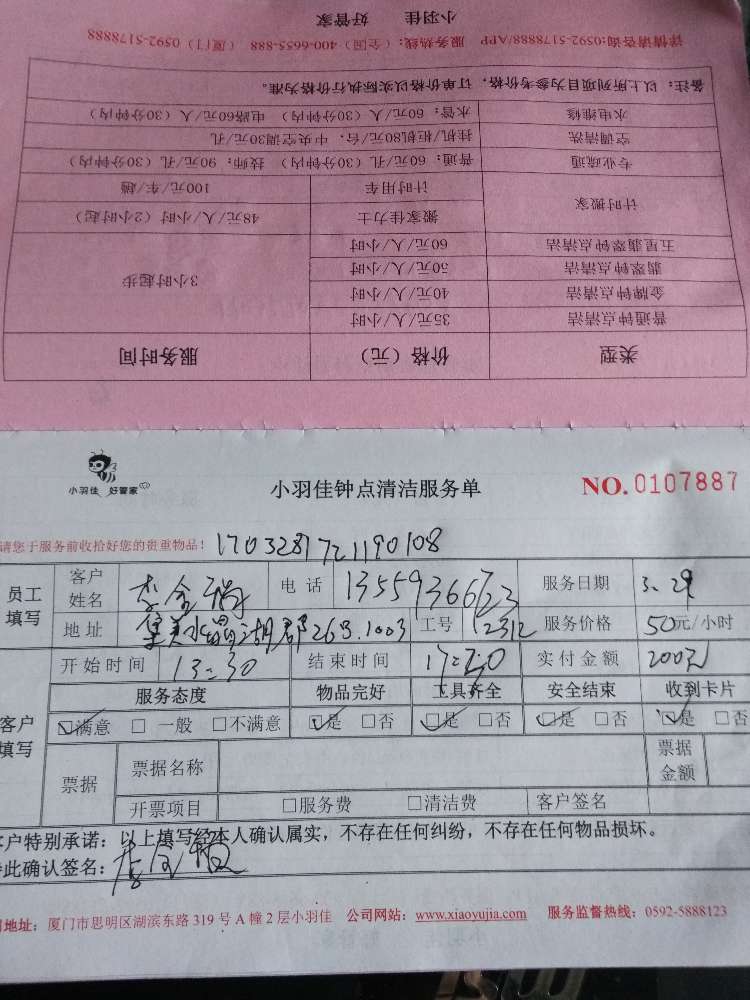 小羽佳 好管家
详情请咨询:0592-5178888/APP 服务热线:(全国)400-6655-888 (厦门)0592-5178888
备注:以上所列项目为参考价格,订单价格以实际执行价格为准。
水电维修 水管:60元/人(30分钟内) 电路60元/人(30分钟内)
空调清洗 挂机/柜机80元/台,中央空调30元/孔
专业疏通 普通:60元/孔(30分钟内) 技师:90元/孔(30分钟内)
计时搬家 计时用车 100元/车/趟
搬家佳力士 48元/人/小时(2小时起)
五星翡翠钟点清洁 60元/人/小时
翡翠钟点清洁 50元/人/小时 3小时起步
金牌钟点清洁 40元/人/小时
普通钟点清洁 35元/人/小时
类型 价格(元) 服务时间
小羽佳 好管家 小羽佳钟点清洁服务单 NO.0107887
请您于服务前收拾好您的贵重物品! 1703281721190108
员工填写 客户姓名 李金 电话 13559366623 服务日期 3.29
地址 集美 湖郡26号.1003 工号 12312 服务价格 50元/小时
开始时间 13:30 结束时间 17:30 实付金额 200元
服务态度 物品完好 工具齐全 安全结束 收到卡片
客户填写 ☑满意 □一般 □不满意 ☑是 □否 ☑是 □否 ☑是 □否 ☑是 □否
票据 票据名称 票据金额
开票项目 □服务费 □清洁费 客户签名
客户特别承诺:以上填写经本人确认属实,不存在任何纠纷,不存在任何物品损坏。
此确认签名:
地址:厦门市思明区湖滨东路319号A幢2层小羽佳 公司网站:www.xiaoyujia.com 服务监督热线:0592-5888123